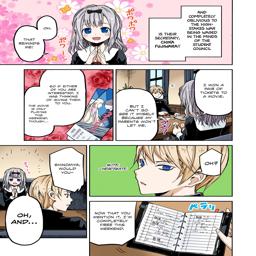 AND
COMPLETELY
OBLIVIOUS TO
THE HIGH-
STAKES WAR
BEING WAGED
IN THE MINDS
OF THE
STUDENT
COUNCIL
IS THEIR
SECRETARY,
CHIKA
FUJIWARA!
OH,
THAT
REMINDS
ME!
I WON A
PAIR OF
TICKETS TO
A MOVIE.
BUT I
CAN'T GO
SEE IT MYSELF
BECAUSE MY
PARENTS WON'T
LET ME.
SO IF EITHER
OF YOU ARE
INTERESTED, I
WAS THINKING
OF GIVING THEM
TO YOU.
THE MOVIE
IS ONLY
PLAYING
THIS
WEEKEND
THOUGH...
OH?
SHINOMIYA,
WOULD
YOU—
OH,
AND...
NOW THAT
YOU MENTION
IT, I'M
COMPLETELY
FREE THIS
WEEKEND.